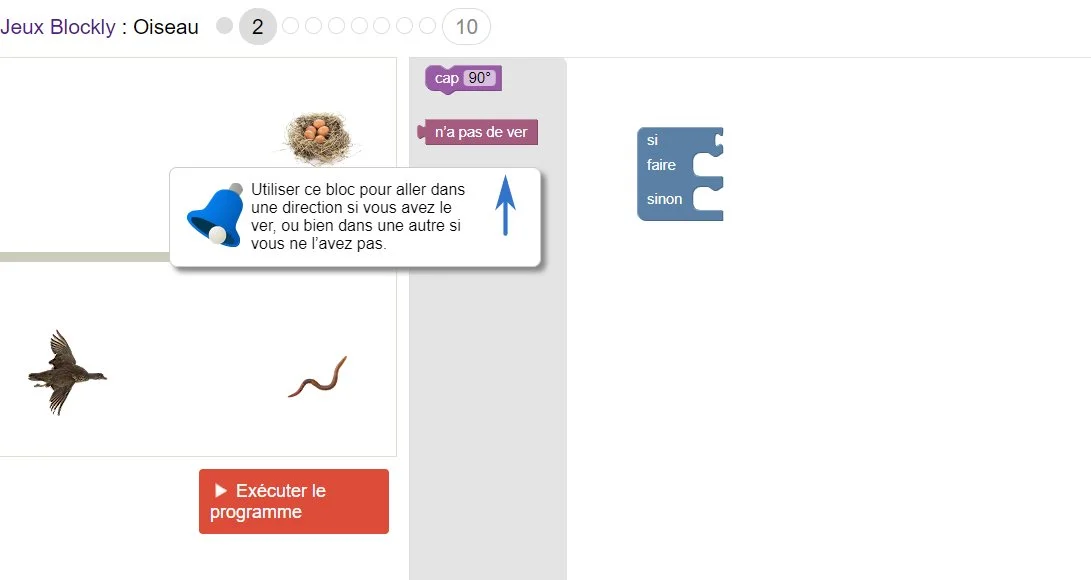 Jeux Blockly : Oiseau 2 10
cap 90°
n'a pas de ver
Utiliser ce bloc pour aller dans
une direction si vous avez le
ver, ou bien dans une autre si
vous ne l'avez pas.
si
faire
sinon
Exécuter le
programme